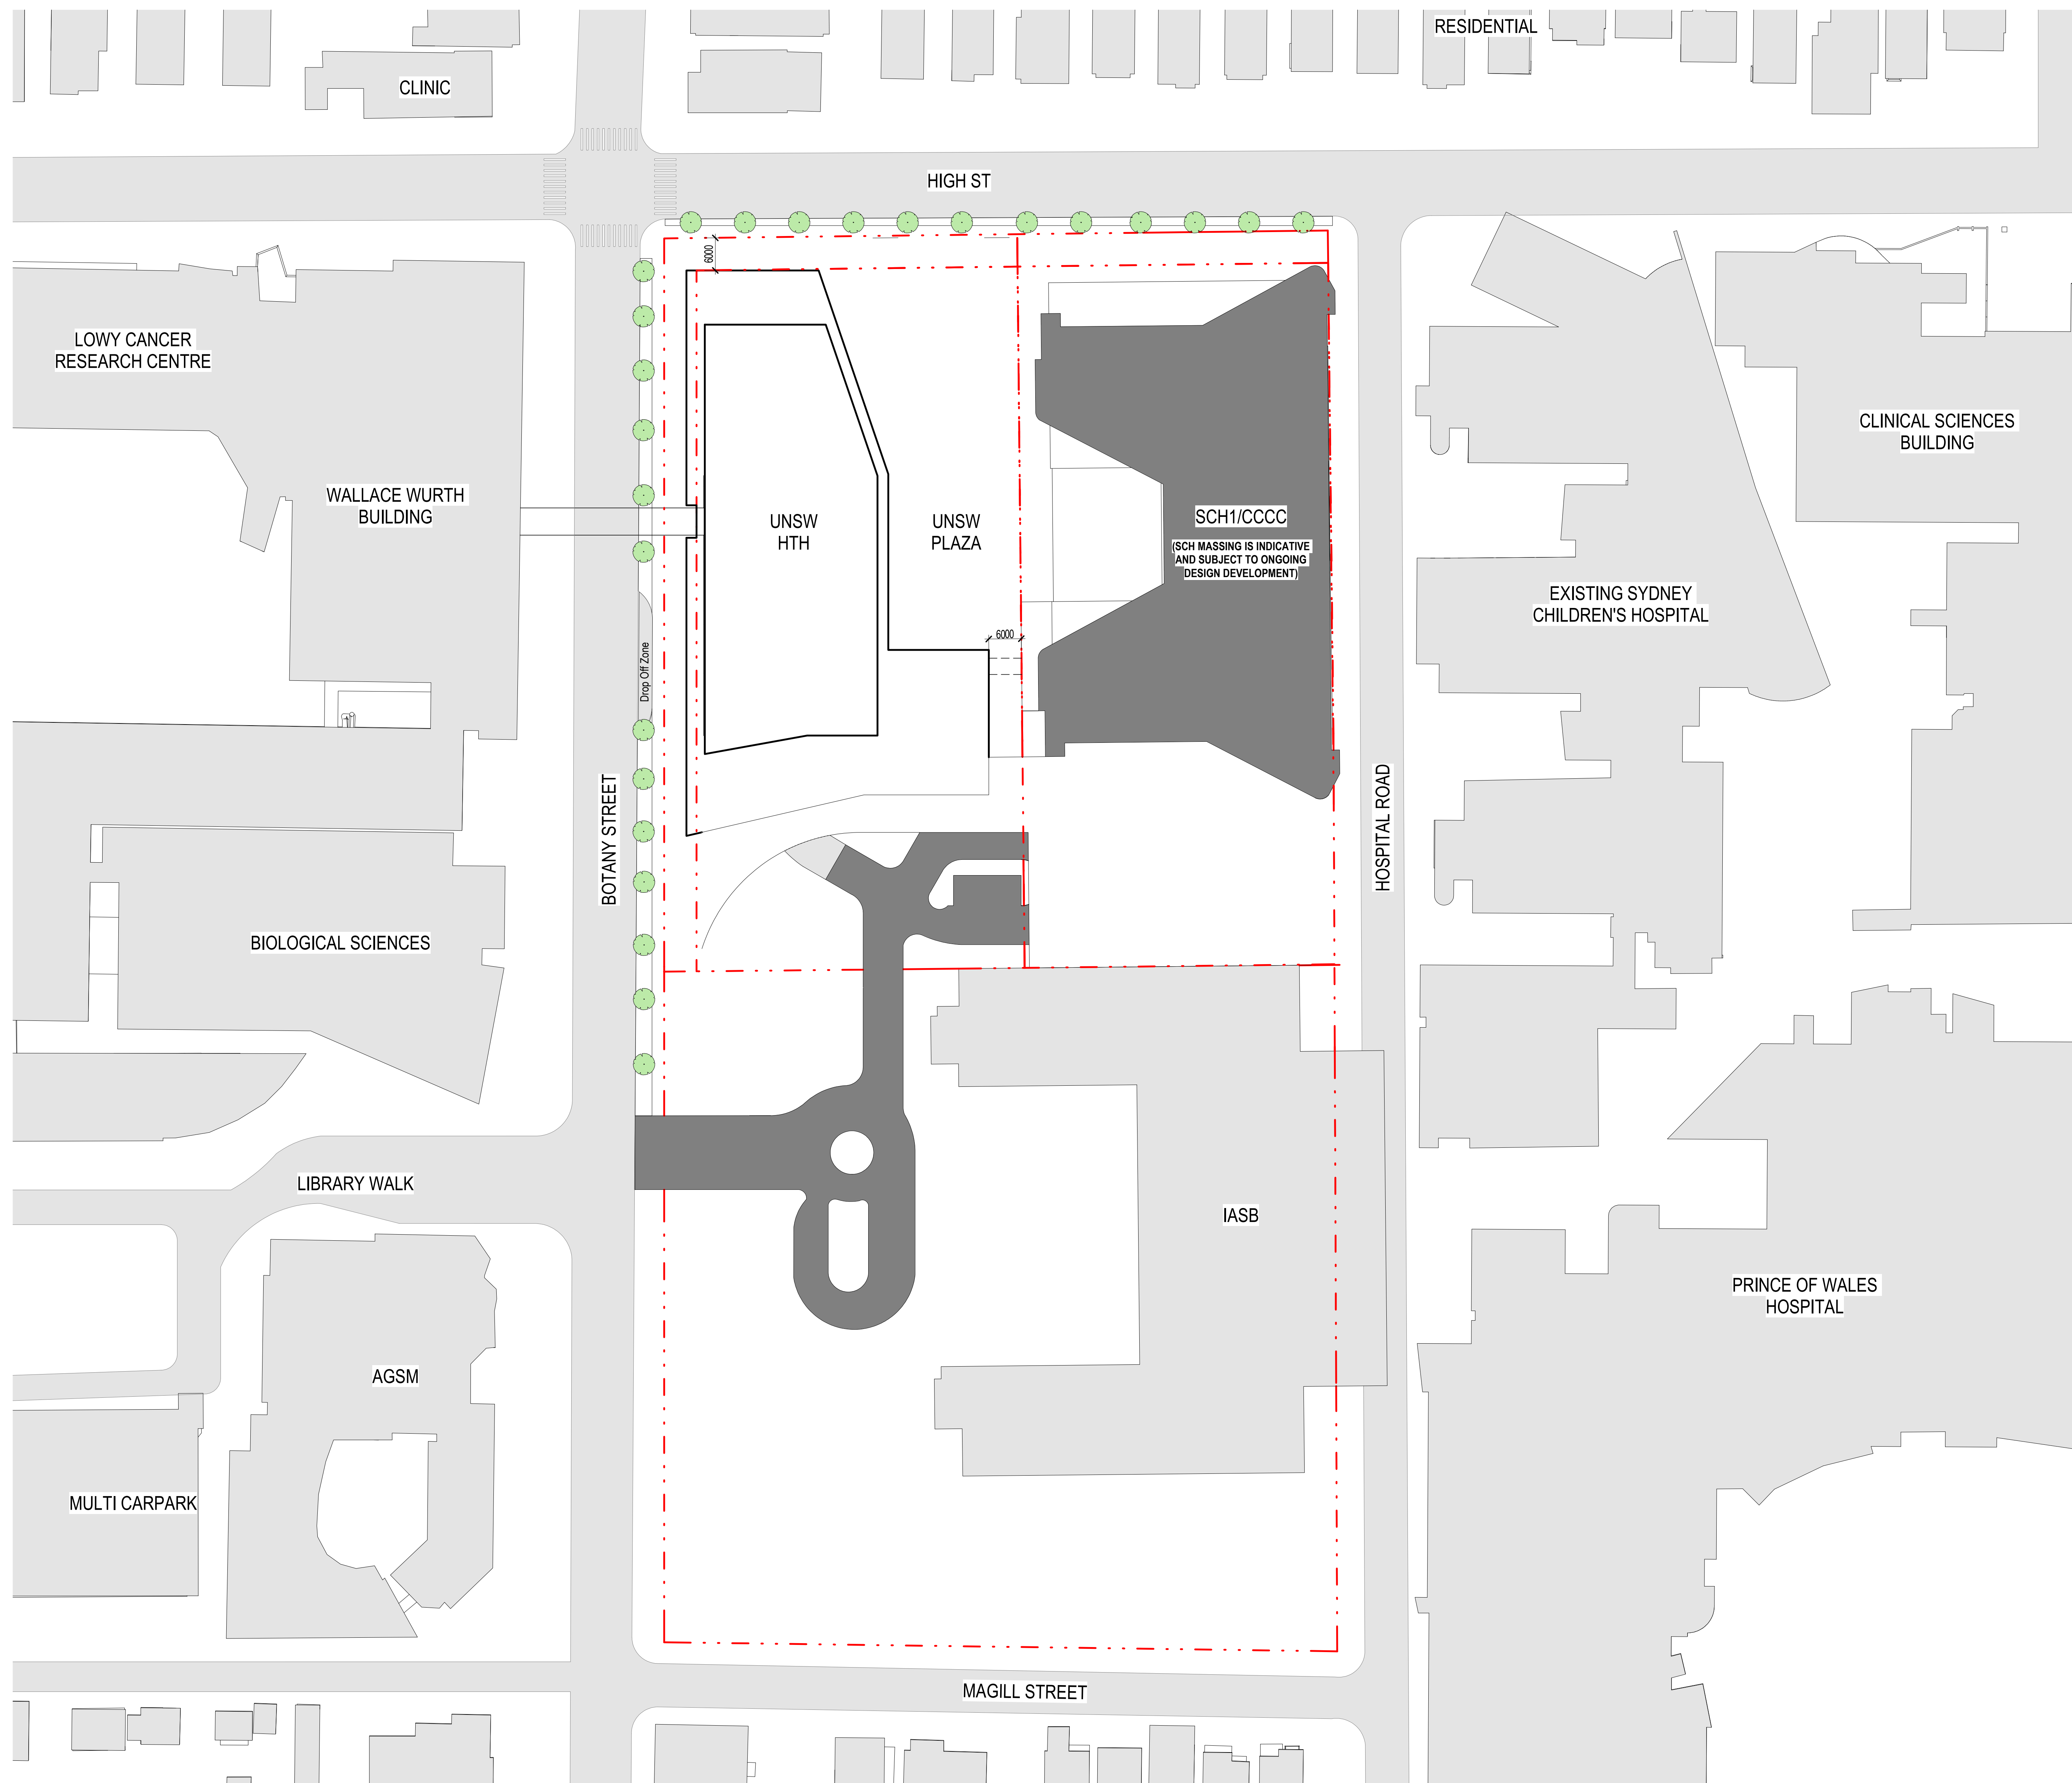 RESIDENTIAL
CLINIC
HIGH ST
6000
LOWY CANCER
RESEARCH CENTRE
CLINICAL SCIENCES
BUILDING
WALLACE WURTH
BUILDING
UNSW
HTH
UNSW
PLAZA
SCH1/CCCC
(SCH MASSING IS INDICATIVE
AND SUBJECT TO ONGOING
DESIGN DEVELOPMENT)
EXISTING SYDNEY
CHILDREN'S HOSPITAL
6000
Drop Off Zone
BOTANY STREET
HOSPITAL ROAD
BIOLOGICAL SCIENCES
LIBRARY WALK
IASB
PRINCE OF WALES
HOSPITAL
AGSM
MULTI CARPARK
MAGILL STREET